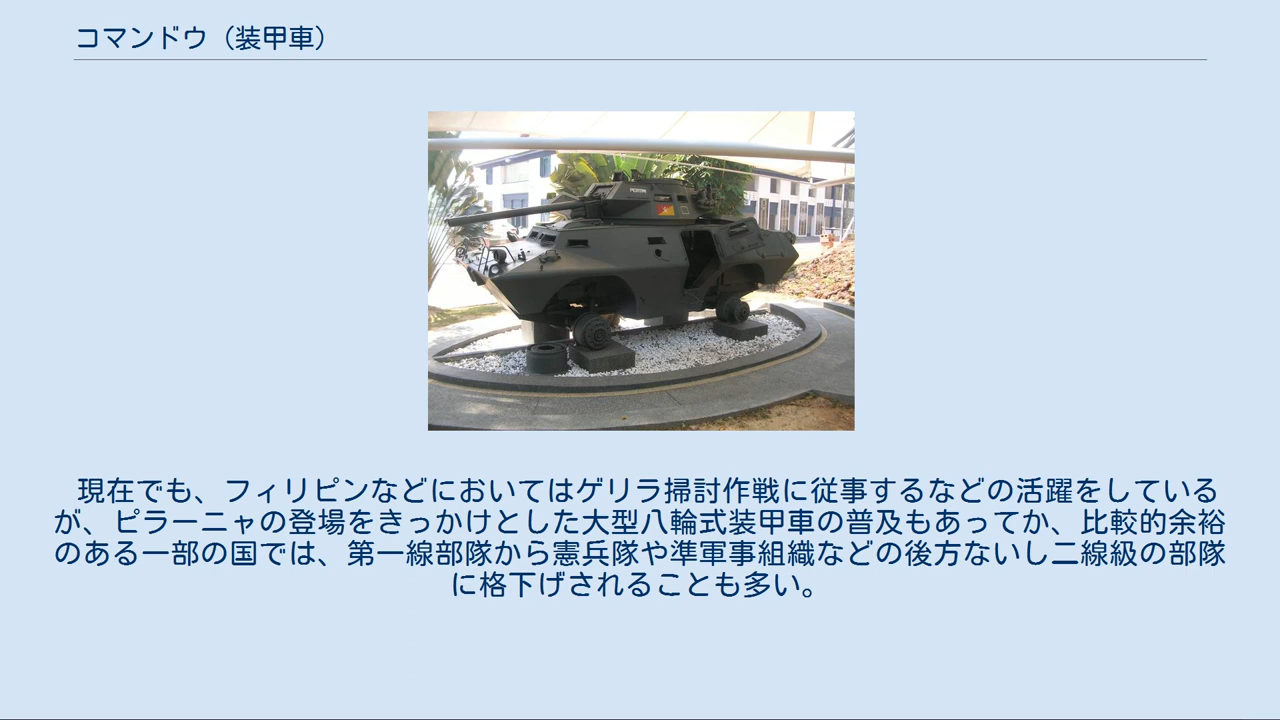 コマンドウ（装甲車）
現在でも、フィリピンなどにおいてはゲリラ掃討作戦に従事するなどの活躍をしている
が、ピラーニャの登場をきっかけとした大型八輪式装甲車の普及もあってか、比較的余裕
のある一部の国では、第一線部隊から憲兵隊や準軍事組織などの後方ないし二線級の部隊
に格下げされることも多い。